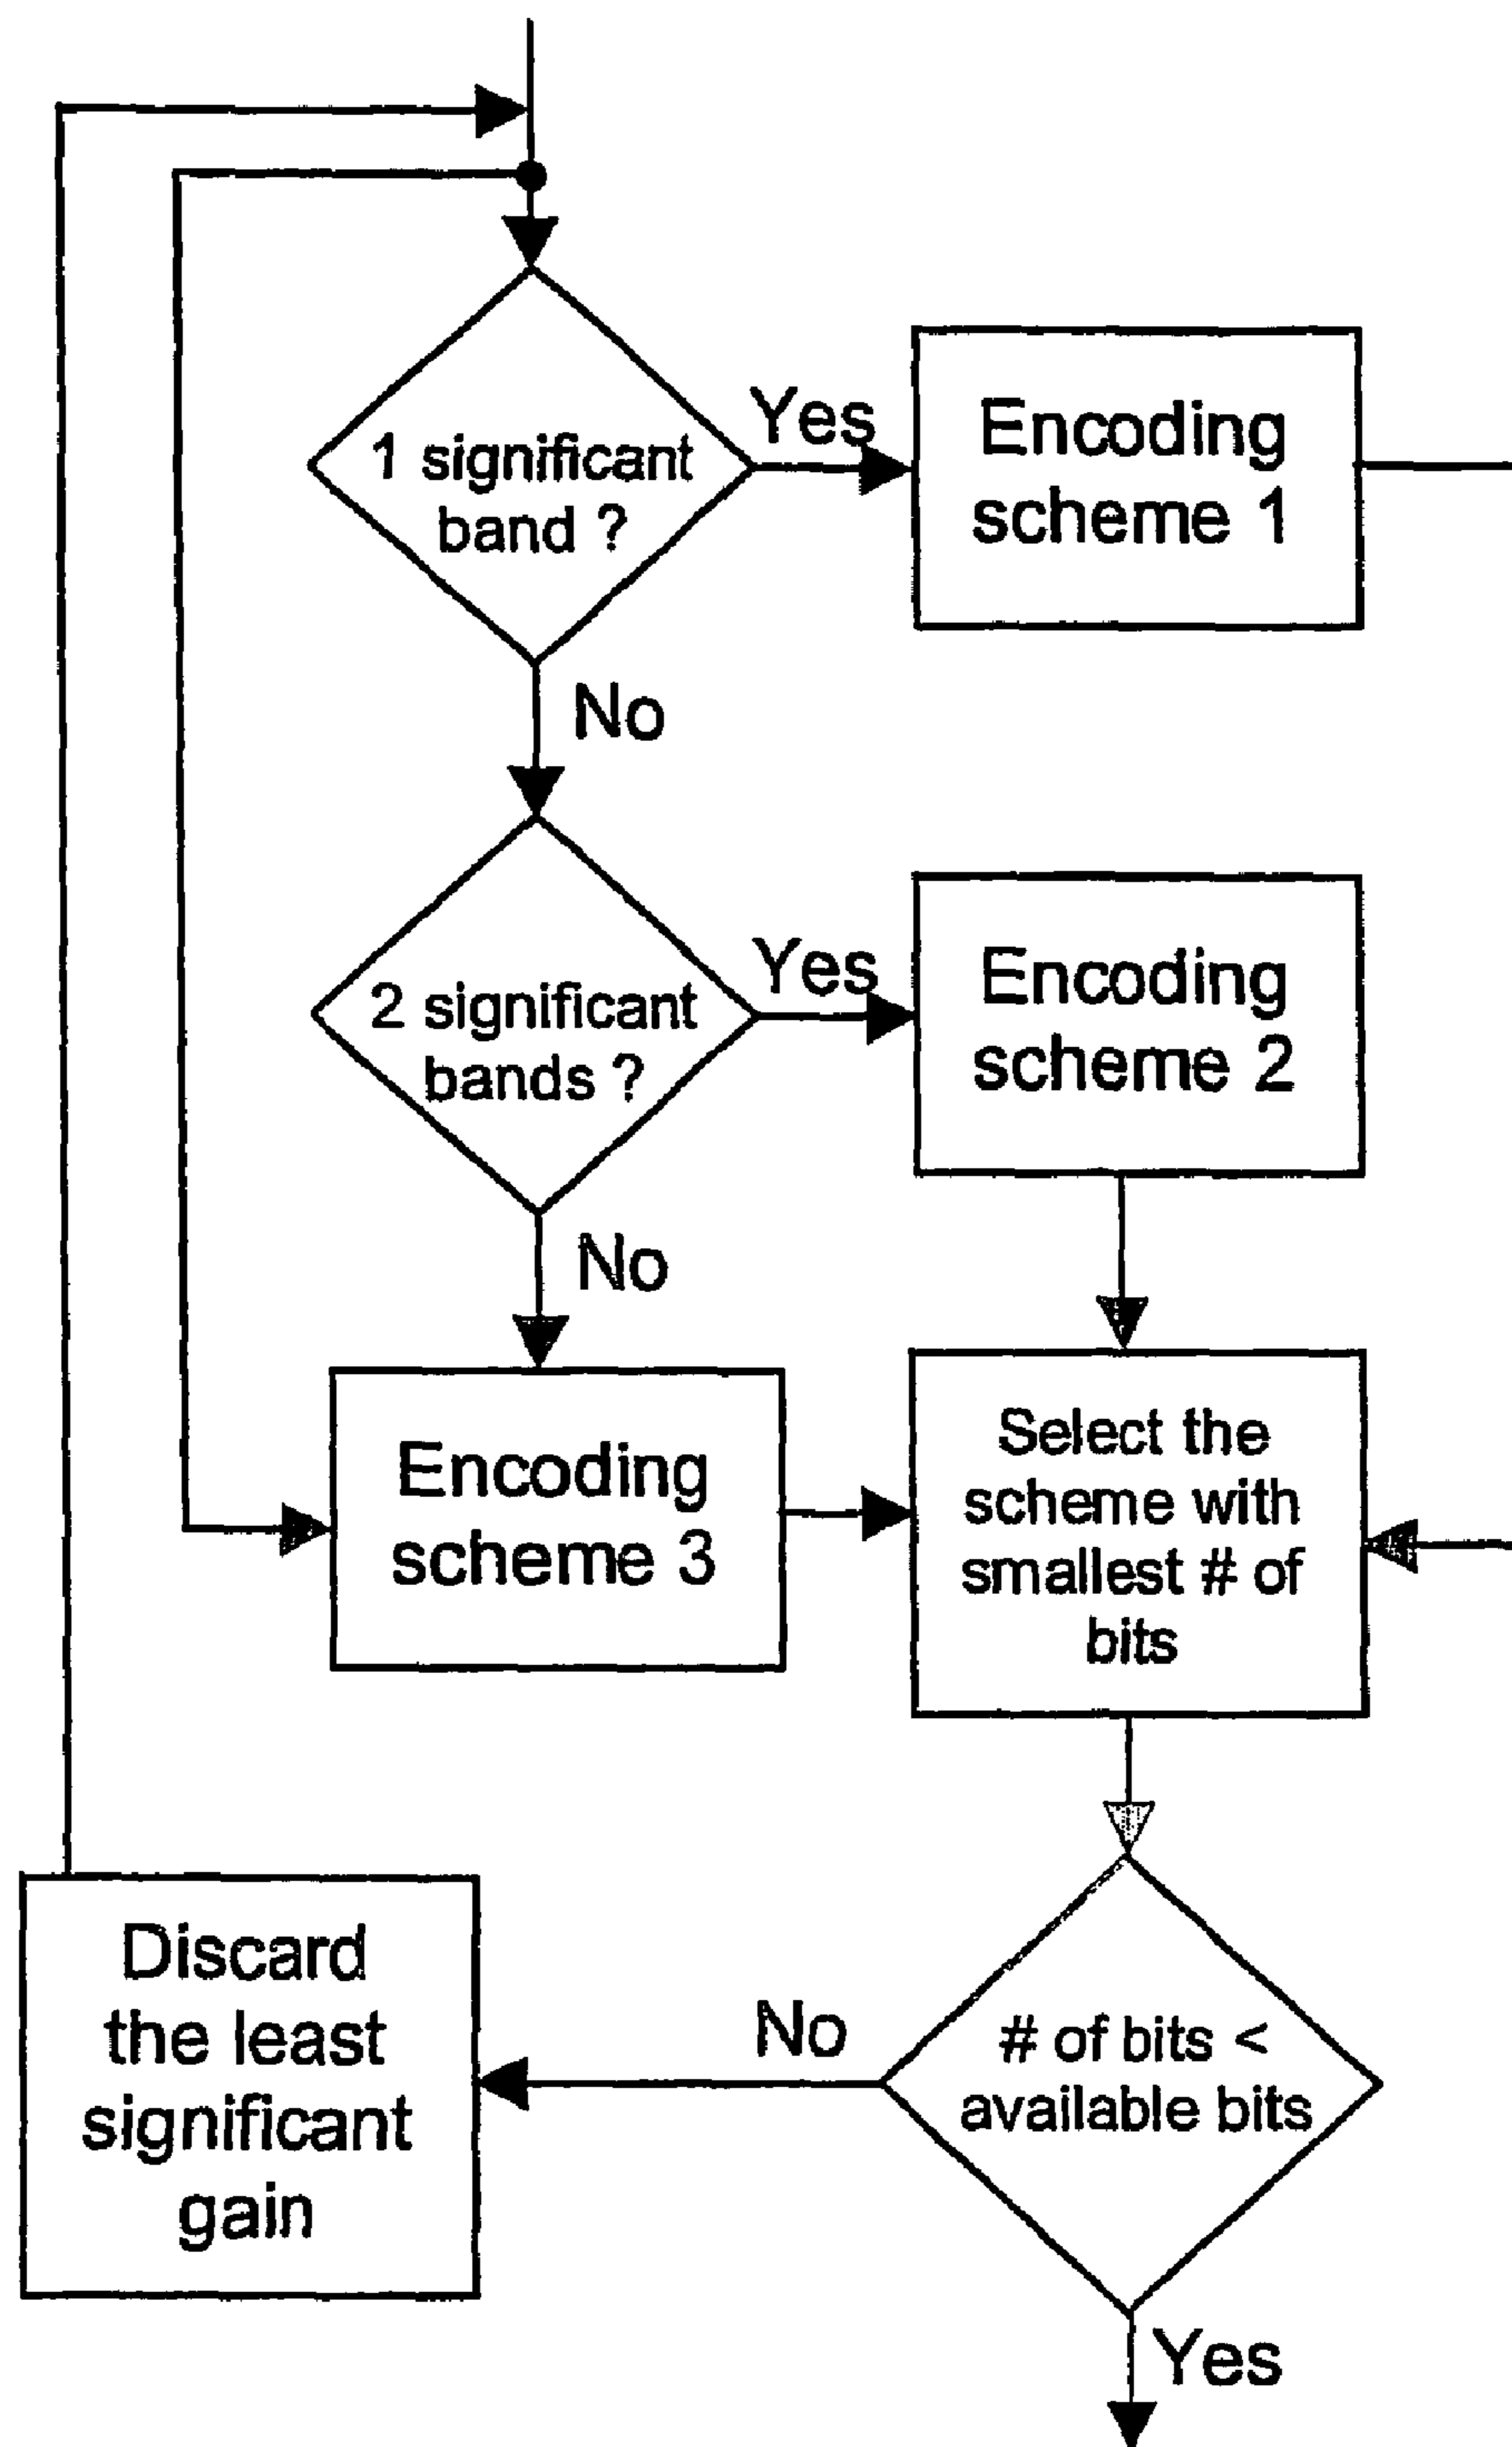 1 significant
band ?
Yes
Encoding
scheme 1
No
2 significant
bands ?
Yes
Encoding
scheme 2
No
Encoding
scheme 3
Select the
scheme with
smallest # of
bits
Discard
the least
significant
gain
No
# of bits <
available bits
Yes